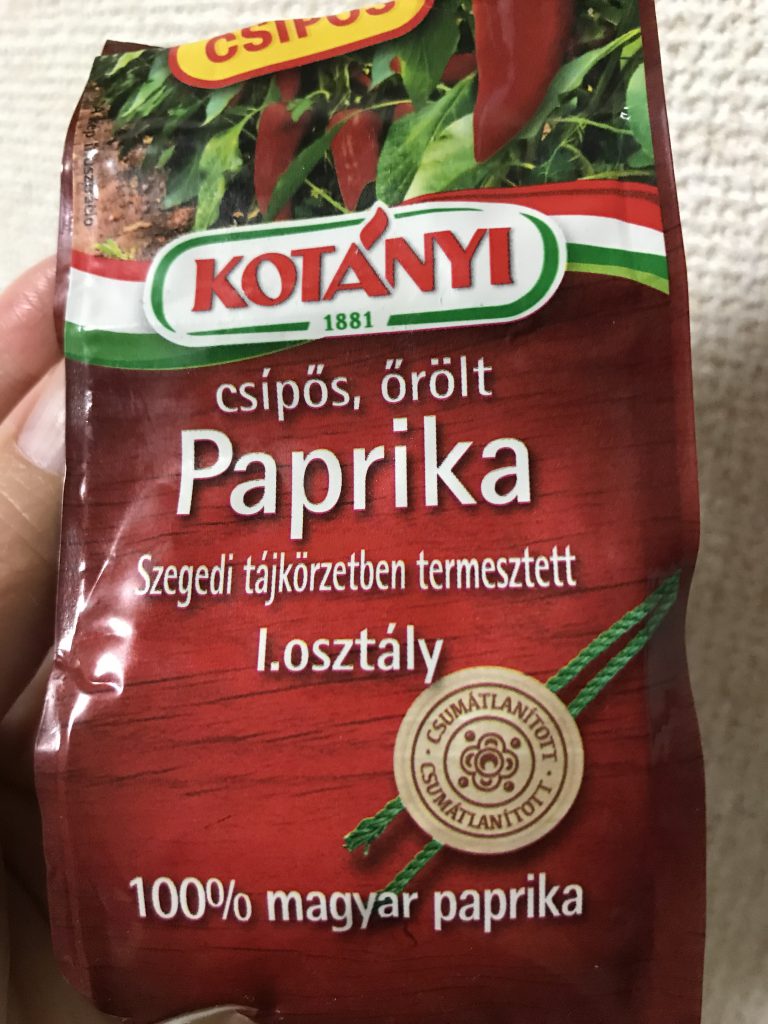 CSÍPŐS
KOTÁNYI
1881
csípős, őrölt
Paprika
Szegedi tájkörzetben termesztett
I.osztály
CSUMÁTLANÍTOTT
CSUMÁTLANÍTOTT
100% magyar paprika